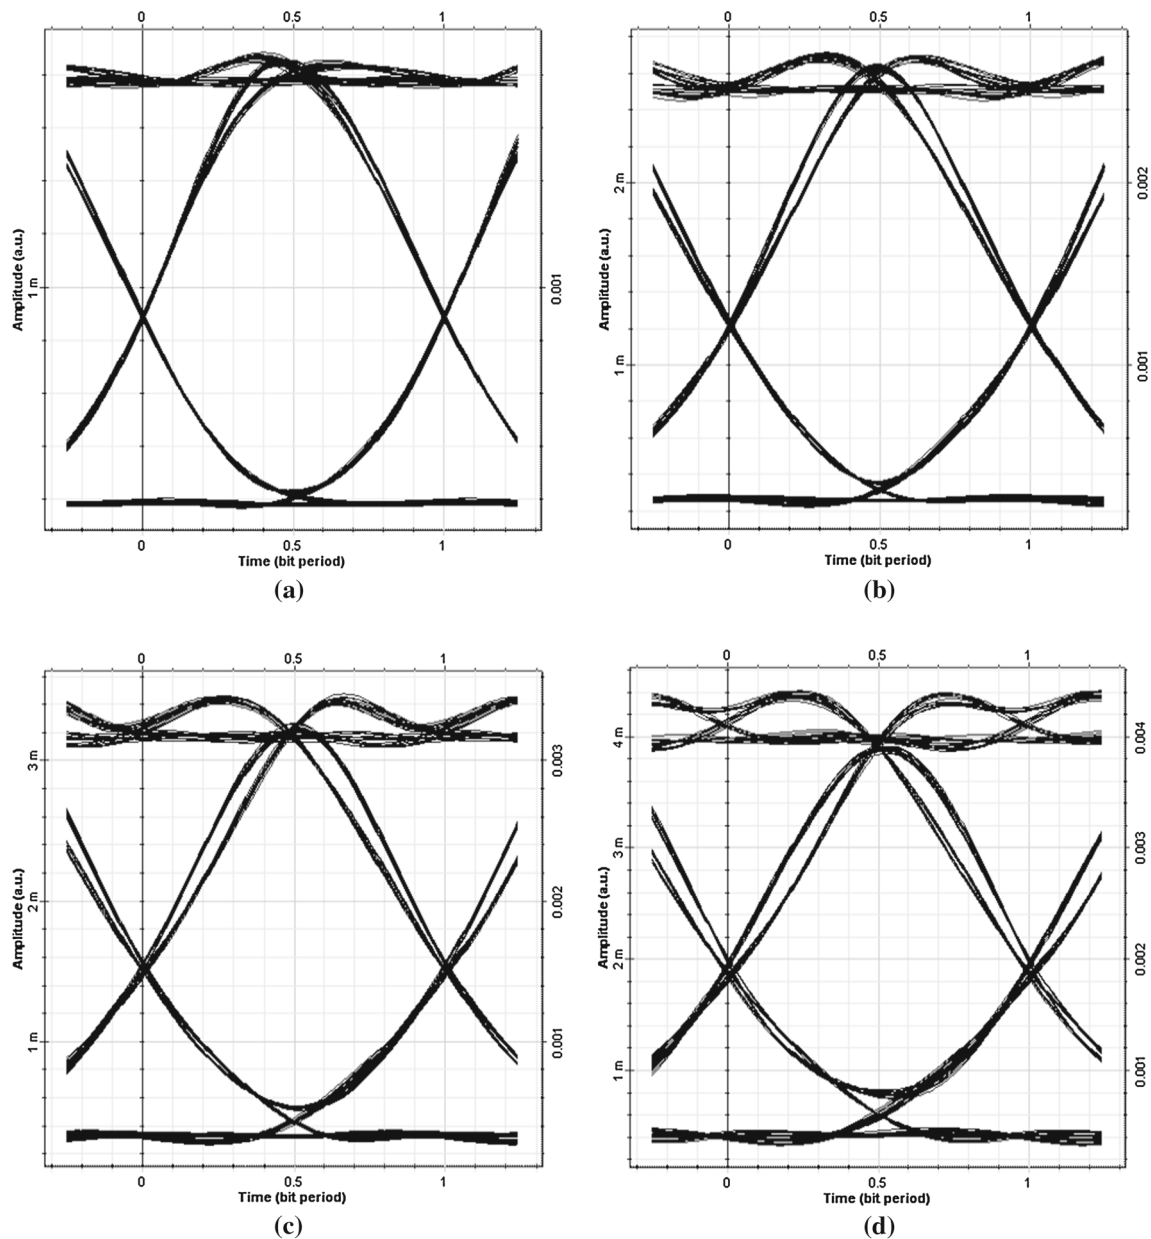 0 0.5 1
0 0.5 1
Amplitude (a.u.)
1 m
0.001
Amplitude (a.u.)
2 m
1 m
0.002
0.001
0 0.5 1
0 0.5 1
Time (bit period)
Time (bit period)
(a)
(b)
0 0.5 1
0 0.5 1
Amplitude (a.u.)
3 m
2 m
1 m
0.003
0.002
0.001
Amplitude (a.u.)
4 m
3 m
2 m
1 m
0.004
0.003
0.002
0.001
0 0.5 1
0 0.5 1
Time (bit period)
Time (bit period)
(c)
(d)